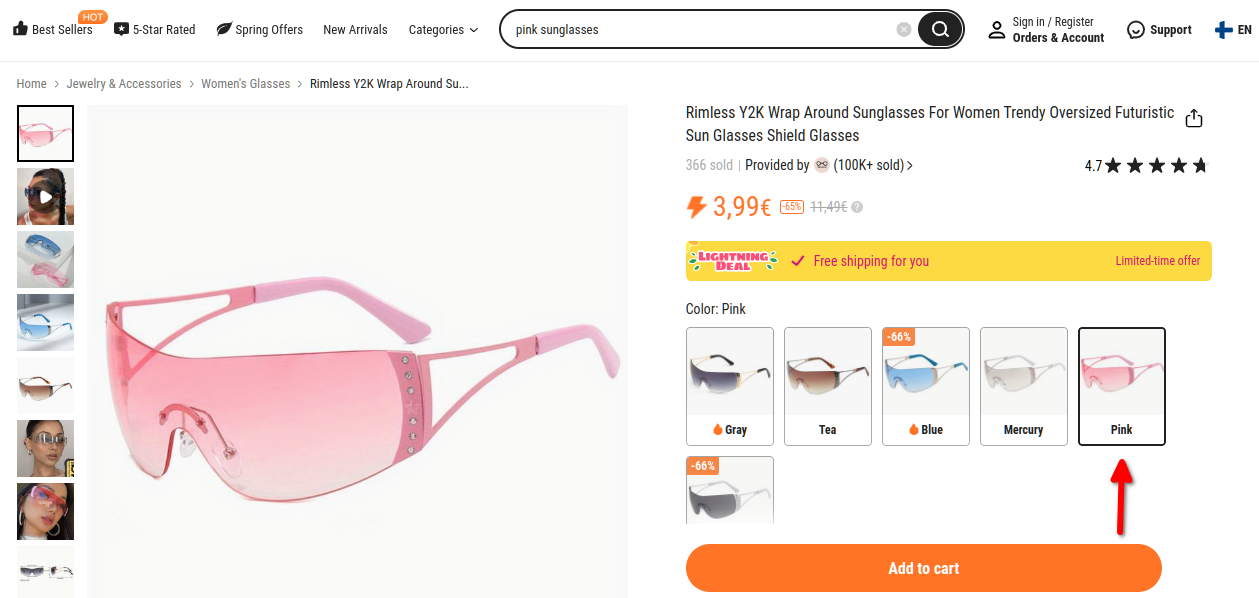 HOT
Best Sellers
5-Star Rated
Spring Offers
New Arrivals
Categories
pink sunglasses
Sign in / Register
Orders & Account
Support
EN
Home > Jewelry & Accessories > Women's Glasses > Rimless Y2K Wrap Around Su...
Rimless Y2K Wrap Around Sunglasses For Women Trendy Oversized Futuristic
Sun Glasses Shield Glasses
366 sold | Provided by (100K+ sold) >
4.7
3,99€ -65% 11,49€ ?
LIGHTNING
DEAL
Free shipping for you
Limited-time offer
Color: Pink
-66%
Gray
Tea
Blue
Mercury
Pink
-66%
Add to cart